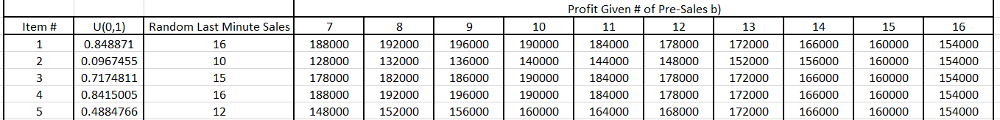 Profit Given # of Pre-Sales b)
Item # U(0,1) Random Last Minute Sales 7 8 9 10 11 12 13 14 15 16
1 0.848871 16 188000 192000 196000 190000 184000 178000 172000 166000 160000 154000
2 0.0967455 10 128000 132000 136000 140000 144000 148000 152000 156000 160000 154000
3 0.7174811 15 178000 182000 186000 190000 184000 178000 172000 166000 160000 154000
4 0.8415005 16 188000 192000 196000 190000 184000 178000 172000 166000 160000 154000
5 0.4884766 12 148000 152000 156000 160000 164000 168000 172000 166000 160000 154000